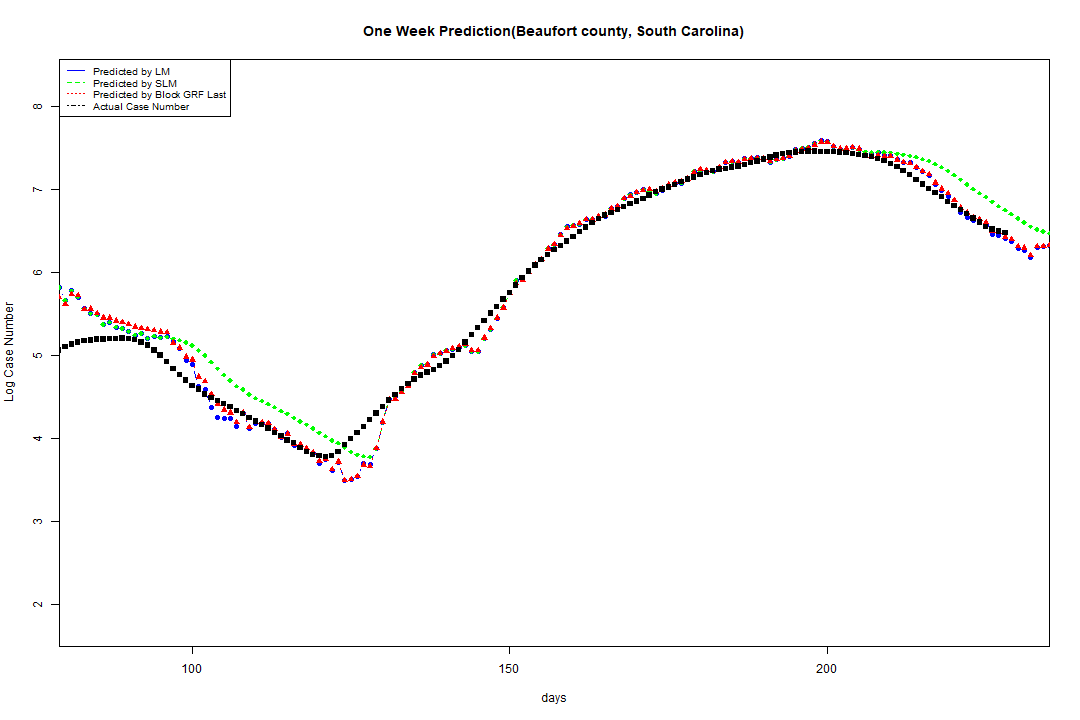 One Week Prediction(Beaufort county, South Carolina)
Predicted by LM
Predicted by SLM
Predicted by Block GRF Last
Actual Case Number
8
7
6
5
4
3
2
Log Case Number
100 150 200
days